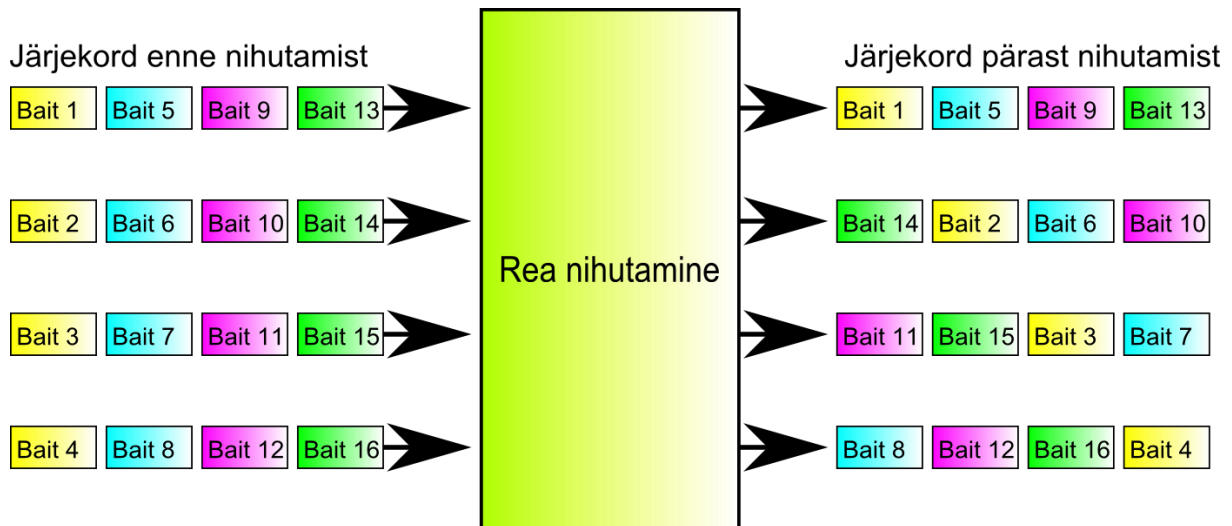 Järjekord enne nihutamist
Järjekord pärast nihutamist
Bait 1 Bait 5 Bait 9 Bait 13
Bait 1 Bait 5 Bait 9 Bait 13
Bait 2 Bait 6 Bait 10 Bait 14
Bait 14 Bait 2 Bait 6 Bait 10
Rea nihutamine
Bait 3 Bait 7 Bait 11 Bait 15
Bait 11 Bait 15 Bait 3 Bait 7
Bait 4 Bait 8 Bait 12 Bait 16
Bait 8 Bait 12 Bait 16 Bait 4